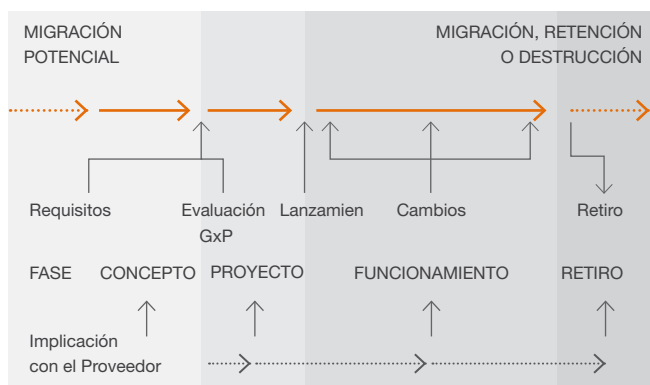 MIGRACIÓN
POTENCIAL
MIGRACIÓN, RETENCIÓN
O DESTRUCCIÓN
Requisitos
Evaluación
GxP
Lanzamien
Cambios
Retiro
FASE
CONCEPTO
PROYECTO
FUNCIONAMIENTO
RETIRO
Implicación
con el Proveedor